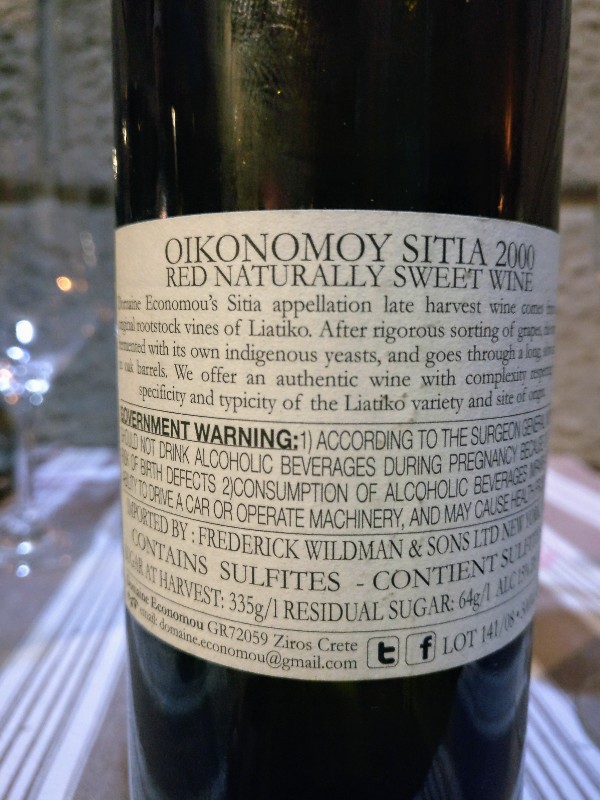 OIKONOMOY SITIA 2000
RED NATURALLY SWEET WINE
Domaine Economou's Sitia appellation late harvest wine comes
original rootstock vines of Liatiko. After rigorous sorting of grapes,
fermented with its own indigenous yeasts, and goes through a long,
oak barrels. We offer an authentic wine with complexity
specificity and typicity of the Liatiko variety and site of origin.
GOVERNMENT WARNING:1) ACCORDING TO THE SURGEON GENERAL
SHOULD NOT DRINK ALCOHOLIC BEVERAGES DURING PREGNANCY BECAUSE
OF BIRTH DEFECTS 2)CONSUMPTION OF ALCOHOLIC BEVERAGES
ABILITY TO DRIVE A CAR OR OPERATE MACHINERY, AND MAY CAUSE HEALTH
IMPORTED BY : FREDERICK WILDMAN & SONS LTD NEW YORK
CONTAINS SULFITES - CONTIENT
SUGAR AT HARVEST: 335g/l RESIDUAL SUGAR: 64g/l ALC
Domaine Economou GR72059 Ziros Crete
email: domaine.economou@gmail.com
LOT 141/08